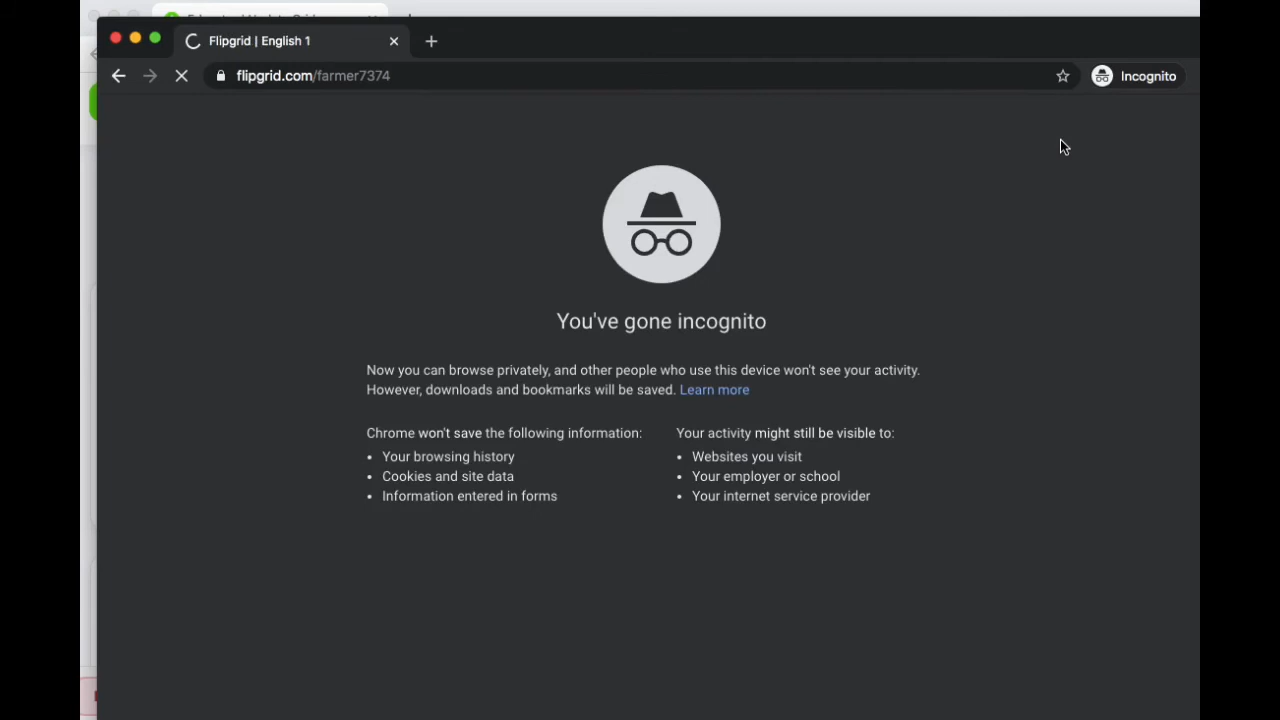 Flipgrid | English 1
flipgrid.com/farmer7374
Incognito
You've gone incognito
Now you can browse privately, and other people who use this device won't see your activity.
However, downloads and bookmarks will be saved. Learn more
Chrome won't save the following information:
• Your browsing history
• Cookies and site data
• Information entered in forms
Your activity might still be visible to:
• Websites you visit
• Your employer or school
• Your internet service provider